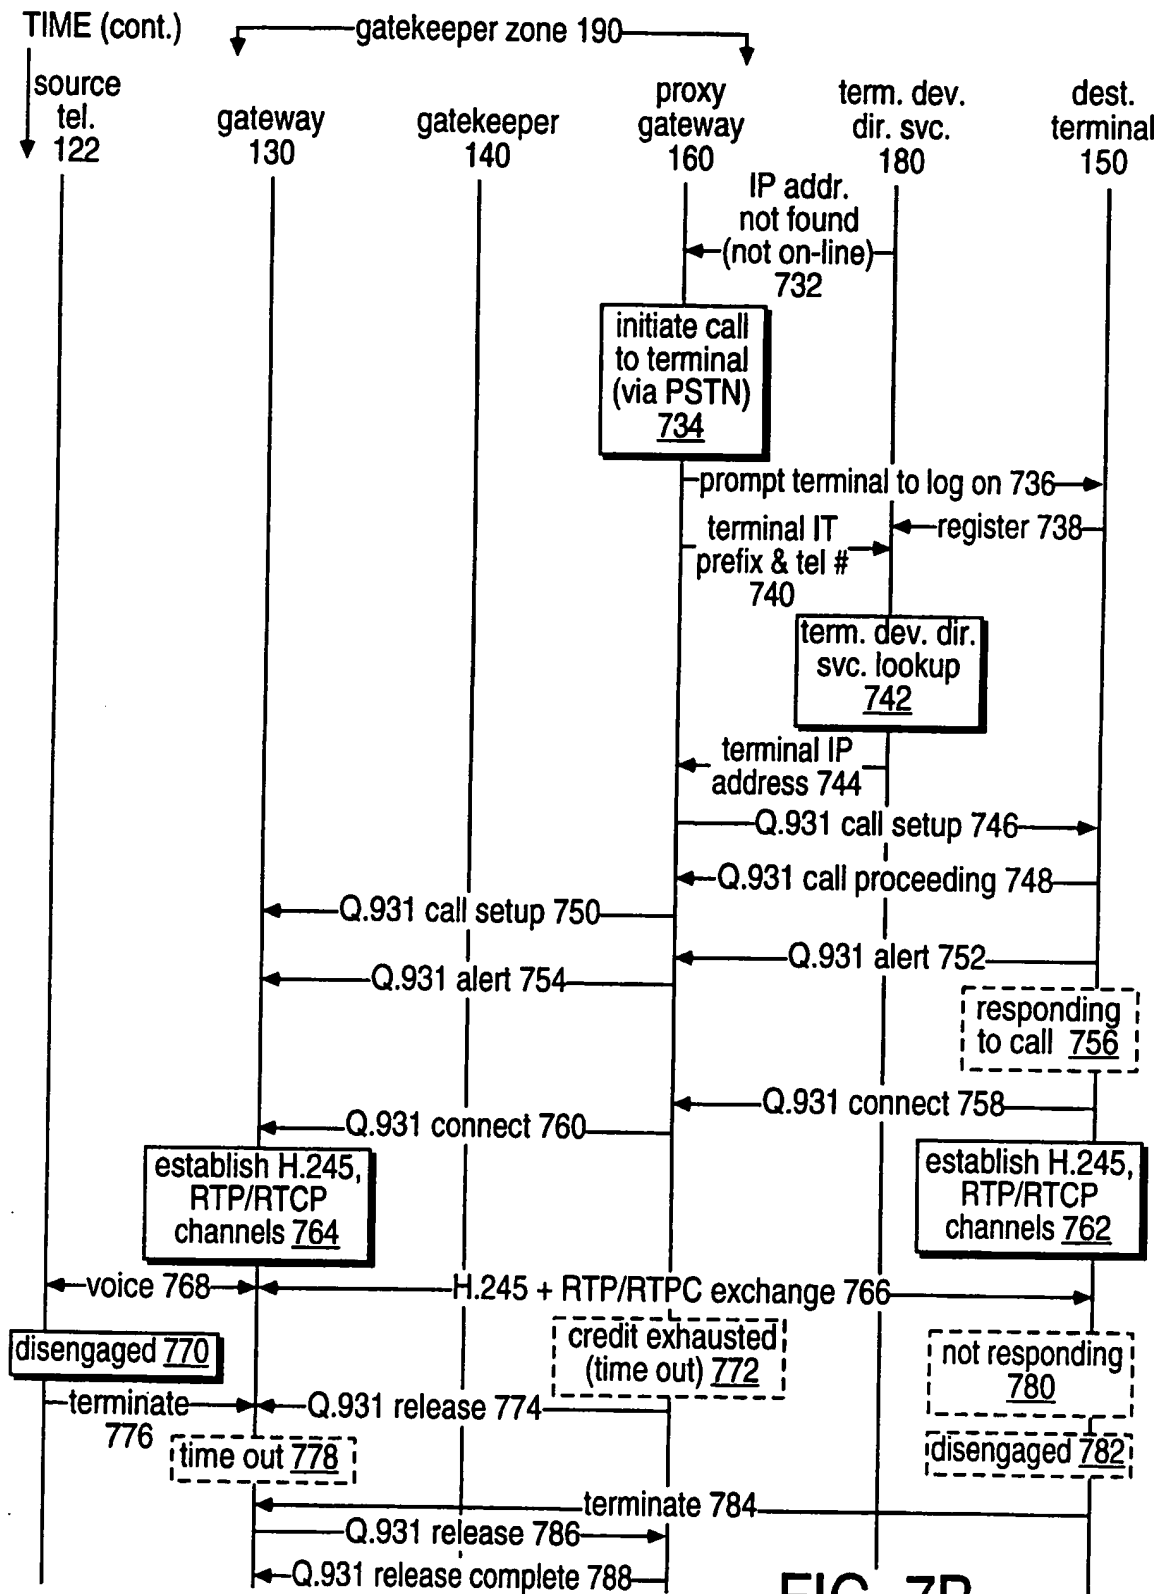 TIME (cont.)
gatekeeper zone 190
source
tel.
122
gateway
130
gatekeeper
140
proxy
gateway
160
term. dev.
dir. svc.
180
dest.
terminal
150
IP addr.
not found
(not on-line)
732
initiate call
to terminal
(via PSTN)
734
prompt terminal to log on 736
register 738
terminal IT
prefix & tel #
740
term. dev. dir.
svc. lookup
742
terminal IP
address 744
Q.931 call setup 746
Q.931 call proceeding 748
Q.931 call setup 750
Q.931 alert 752
Q.931 alert 754
responding
to call 756
Q.931 connect 758
Q.931 connect 760
establish H.245,
RTP/RTCP
channels 764
establish H.245,
RTP/RTCP
channels 762
voice 768
H.245 + RTP/RTPC exchange 766
disengaged 770
credit exhausted
(time out) 772
not responding
780
terminate
776
Q.931 release 774
time out 778
disengaged 782
terminate 784
Q.931 release 786
Q.931 release complete 788
FIG. 7B